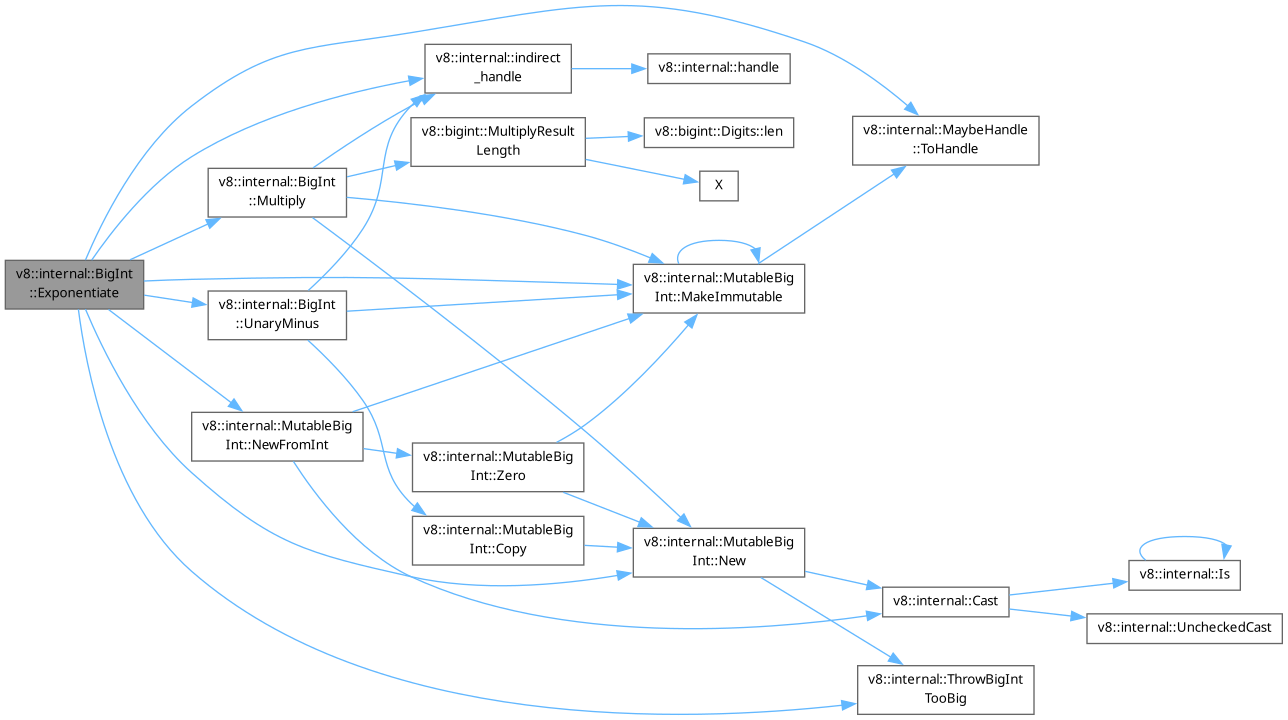 v8::internal::BigInt
::Exponentiate
v8::internal::indirect
_handle
v8::internal::handle
v8::bigint::MultiplyResult
Length
v8::bigint::Digits::len
X
v8::internal::MaybeHandle
::ToHandle
v8::internal::BigInt
::Multiply
v8::internal::MutableBig
Int::MakeImmutable
v8::internal::BigInt
::UnaryMinus
v8::internal::MutableBig
Int::NewFromInt
v8::internal::MutableBig
Int::Zero
v8::internal::MutableBig
Int::Copy
v8::internal::MutableBig
Int::New
v8::internal::Cast
v8::internal::Is
v8::internal::UncheckedCast
v8::internal::ThrowBigInt
TooBig